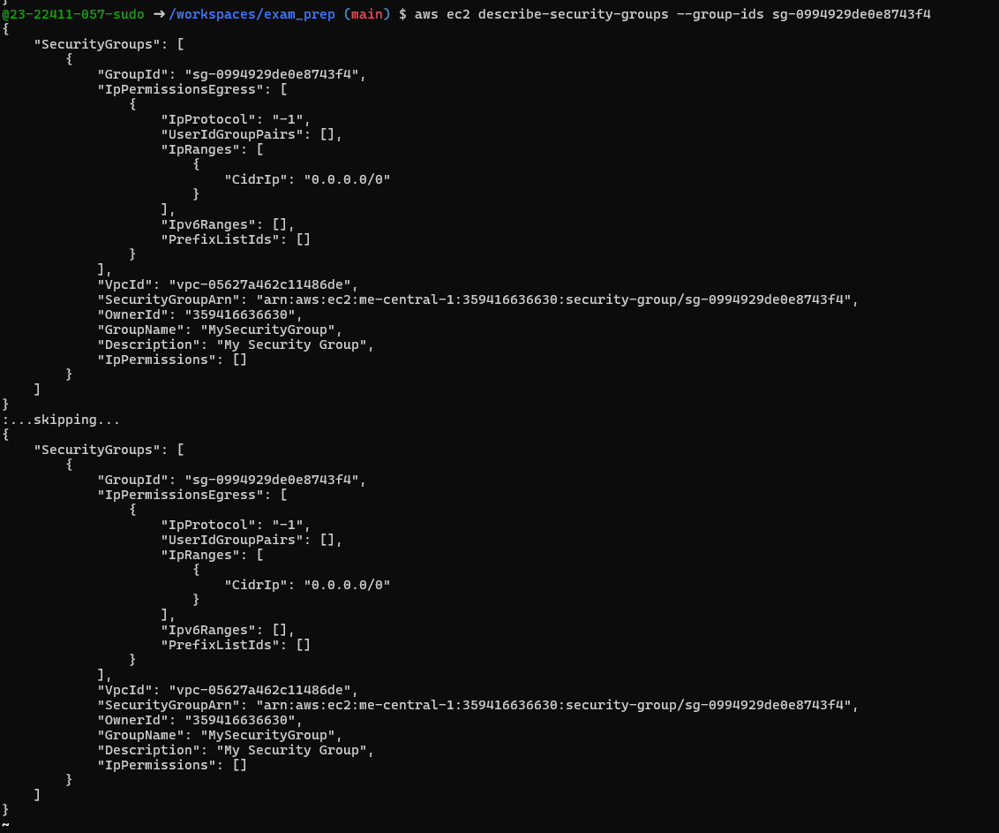 }
@23-22411-057-sudo ➜/workspaces/exam_prep (main) $ aws ec2 describe-security-groups --group-ids sg-0994929de0e8743f4
{
    "SecurityGroups": [
        {
            "GroupId": "sg-0994929de0e8743f4",
            "IpPermissionsEgress": [
                {
                    "IpProtocol": "-1",
                    "UserIdGroupPairs": [],
                    "IpRanges": [
                        {
                            "CidrIp": "0.0.0.0/0"
                        }
                    ],
                    "Ipv6Ranges": [],
                    "PrefixListIds": []
                }
            ],
            "VpcId": "vpc-05627a462c11486de",
            "SecurityGroupArn": "arn:aws:ec2:me-central-1:359416636630:security-group/sg-0994929de0e8743f4",
            "OwnerId": "359416636630",
            "GroupName": "MySecurityGroup",
            "Description": "My Security Group",
            "IpPermissions": []
        }
    ]
}
:...skipping...
{
    "SecurityGroups": [
        {
            "GroupId": "sg-0994929de0e8743f4",
            "IpPermissionsEgress": [
                {
                    "IpProtocol": "-1",
                    "UserIdGroupPairs": [],
                    "IpRanges": [
                        {
                            "CidrIp": "0.0.0.0/0"
                        }
                    ],
                    "Ipv6Ranges": [],
                    "PrefixListIds": []
                }
            ],
            "VpcId": "vpc-05627a462c11486de",
            "SecurityGroupArn": "arn:aws:ec2:me-central-1:359416636630:security-group/sg-0994929de0e8743f4",
            "OwnerId": "359416636630",
            "GroupName": "MySecurityGroup",
            "Description": "My Security Group",
            "IpPermissions": []
        }
    ]
}
~